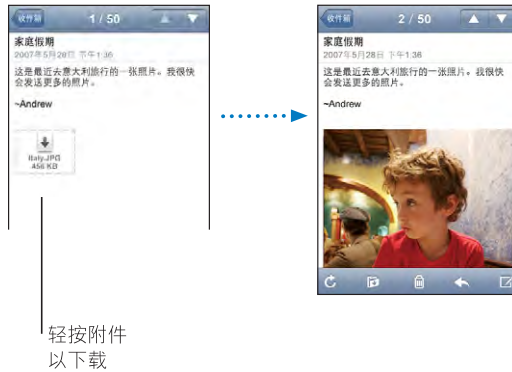 收件箱
1 / 50
家庭假期
2007年5月28日 下午1:36
这是最近去意大利旅行的一张照片。我很快
会发送更多的照片。
~Andrew
Italy.JPG
456 KB
轻按附件
以下载
收件箱
2 / 50
家庭假期
2007年5月28日 下午1:36
这是最近去意大利旅行的一张照片。我很快
会发送更多的照片。
~Andrew